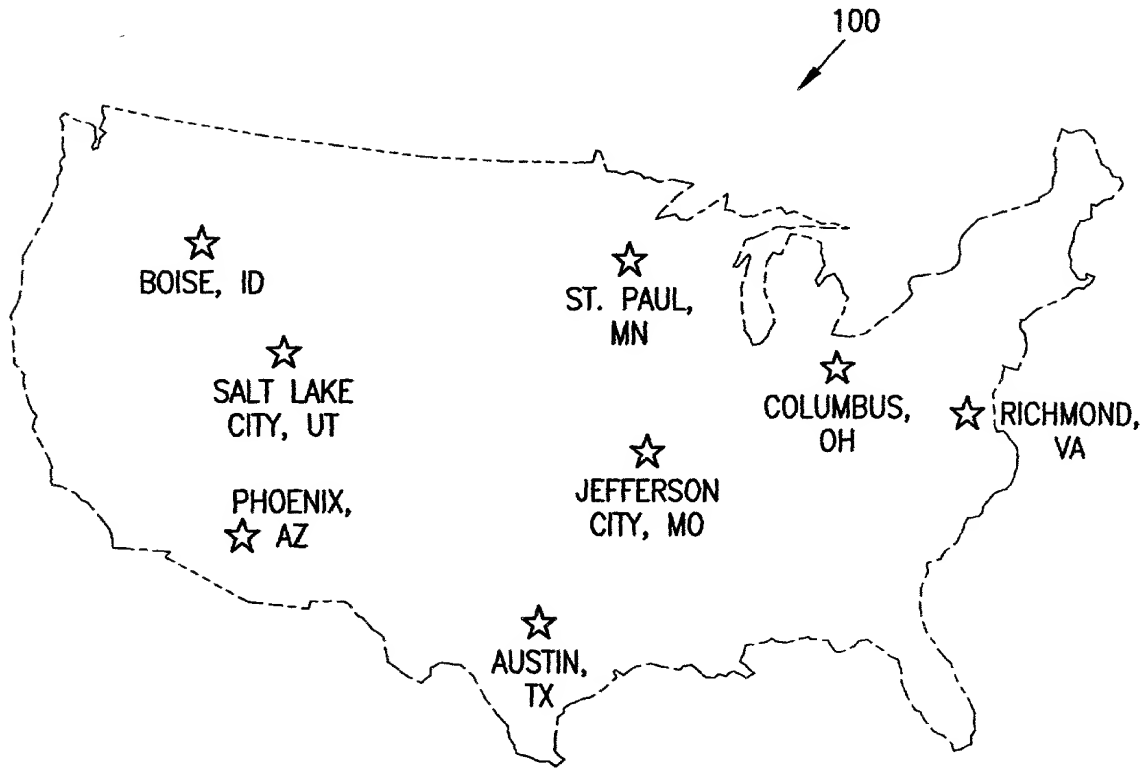 100
BOISE, ID
ST. PAUL,
MN
SALT LAKE
CITY, UT
COLUMBUS,
OH
RICHMOND,
VA
JEFFERSON
CITY, MO
PHOENIX,
AZ
AUSTIN,
TX